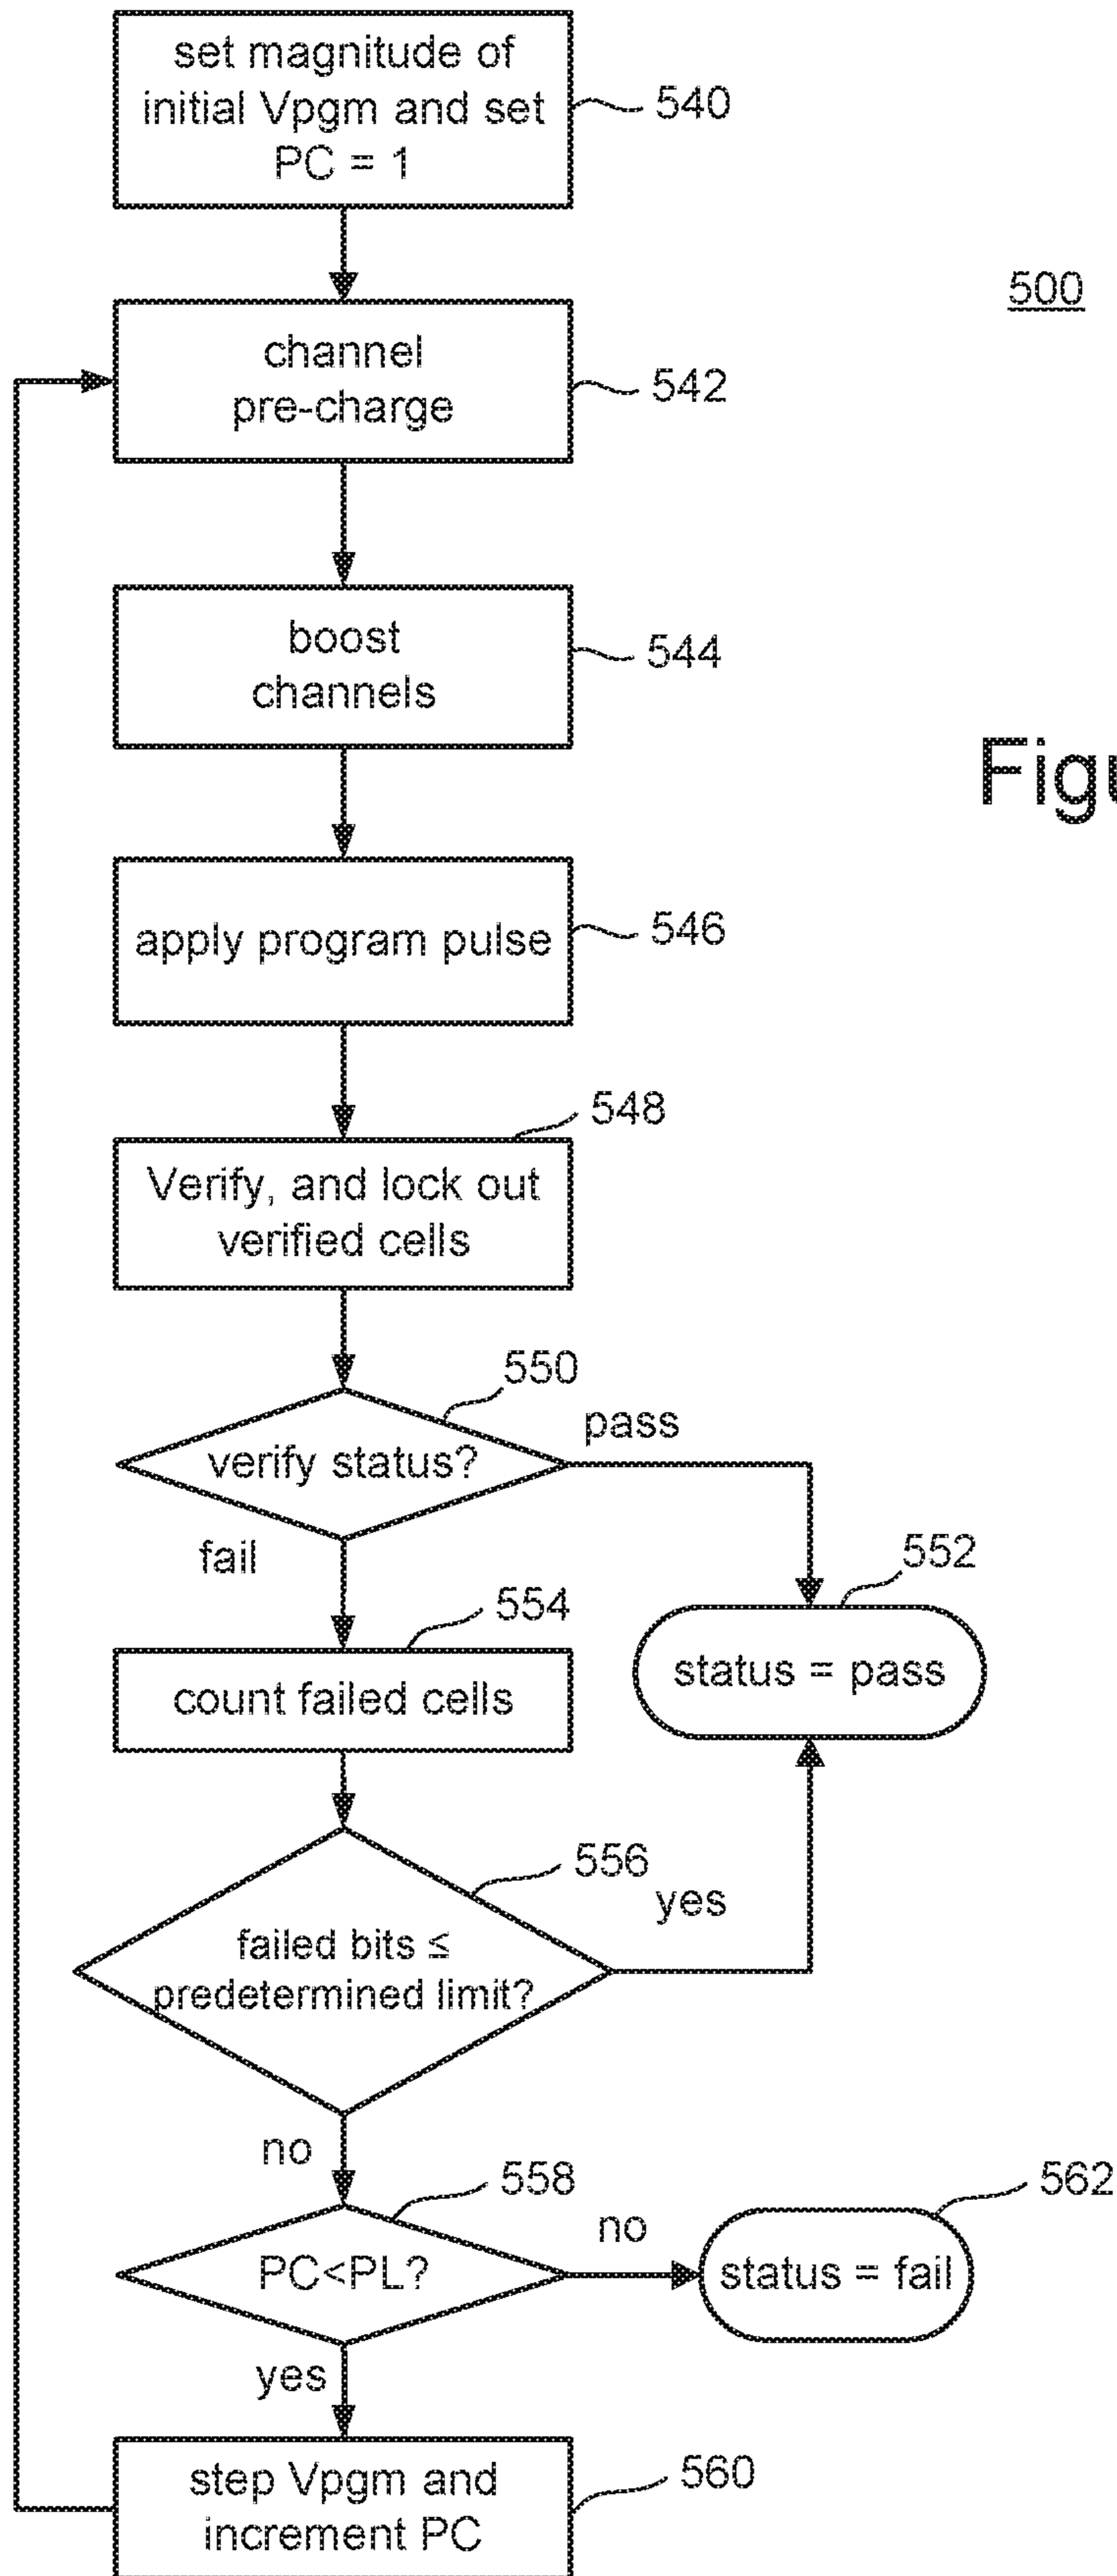 set magnitude of
initial Vpgm and set
PC = 1
540
500
channel
pre-charge
542
boost
channels
544
apply program pulse
546
548
Verify, and lock out
verified cells
550
verify status?
pass
fail
552
status = pass
554
count failed cells
556
yes
failed bits ≤
predetermined limit?
no
558
PC<PL?
no
562
status = fail
yes
step Vpgm and
increment PC
560